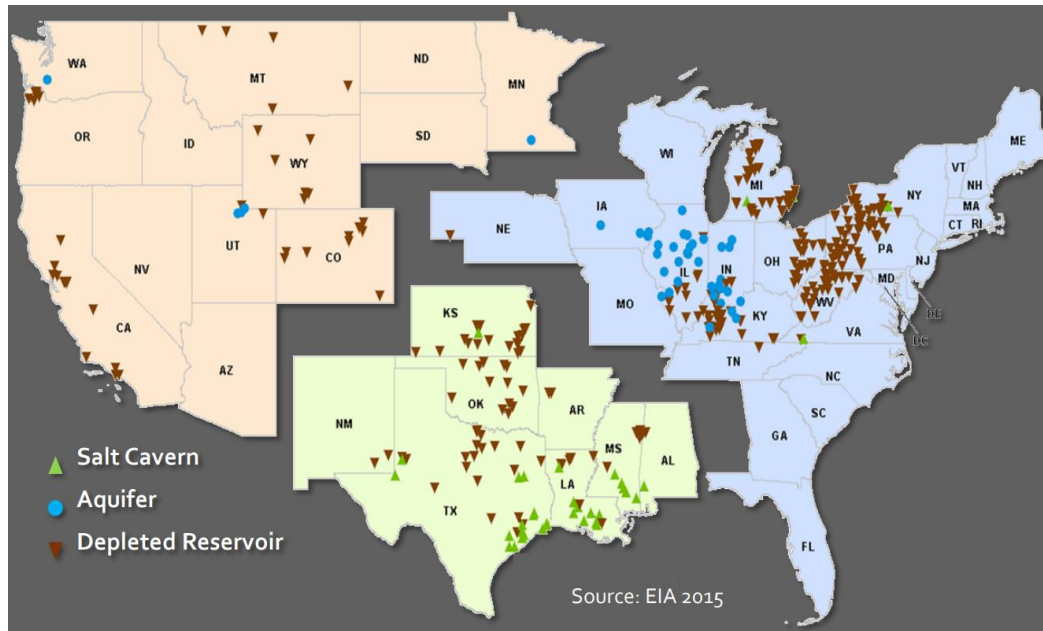 WA
MT
ND
MN
OR
ID
SD
WY
NV
UT
CO
CA
AZ
WI
MI
ME
VT
NH
NY
MA
CT RI
IA
NE
IL
IN
OH
PA
NJ
MD
DE
DC
MO
WV
KY
VA
TN
NC
SC
GA
FL
KS
OK
AR
NM
TX
LA
MS
AL
Salt Cavern
Aquifer
Depleted Reservoir
Source: EIA 2015